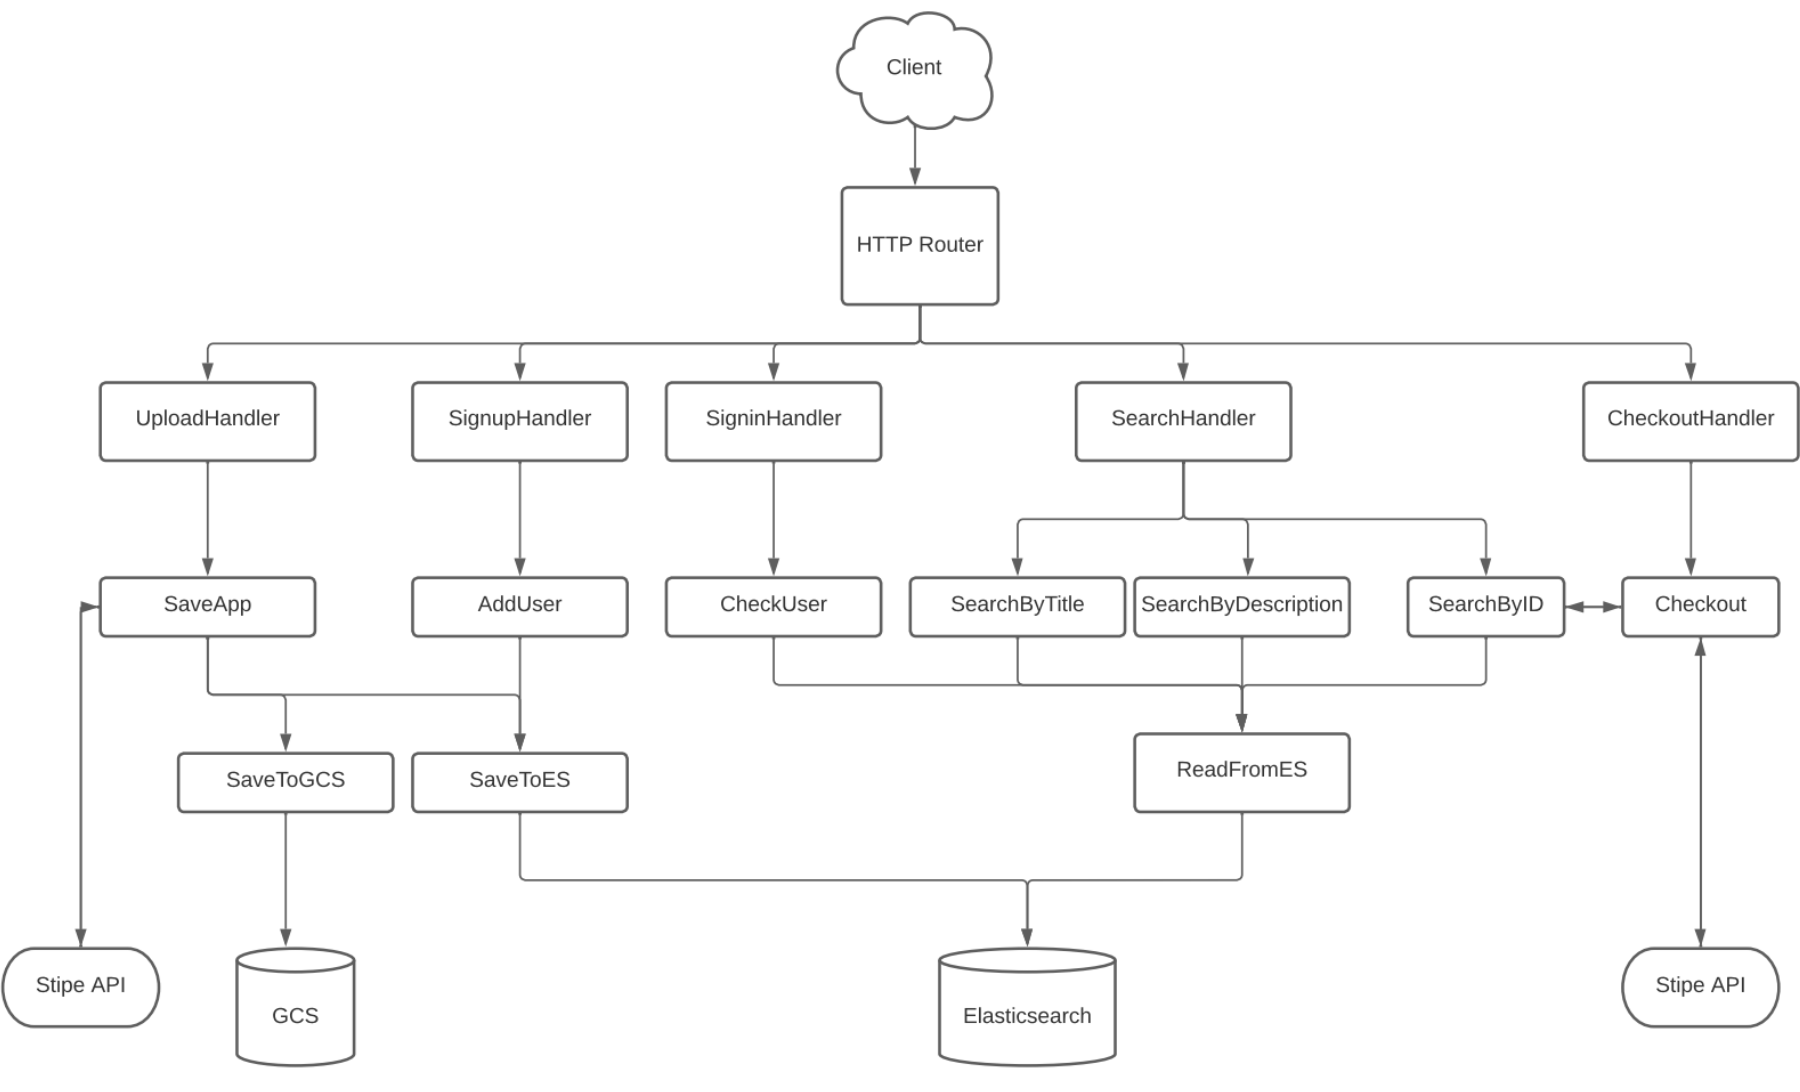 Client
HTTP Router
UploadHandler
SignupHandler
SigninHandler
SearchHandler
CheckoutHandler
SaveApp
AddUser
CheckUser
SearchByTitle
SearchByDescription
SearchByID
Checkout
SaveToGCS
SaveToES
ReadFromES
Stipe API
GCS
Elasticsearch
Stipe API